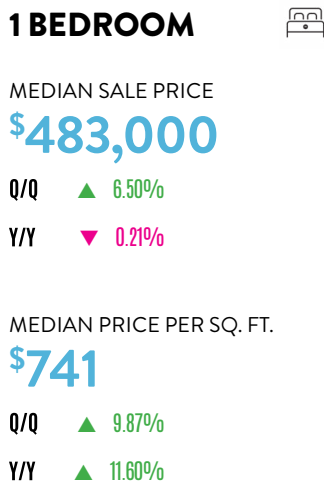 1 BEDROOM
MEDIAN SALE PRICE
$483,000
Q/Q ▲ 6.50%
Y/Y ▼ 0.21%
MEDIAN PRICE PER SQ. FT.
$741
Q/Q ▲ 9.87%
Y/Y ▲ 11.60%